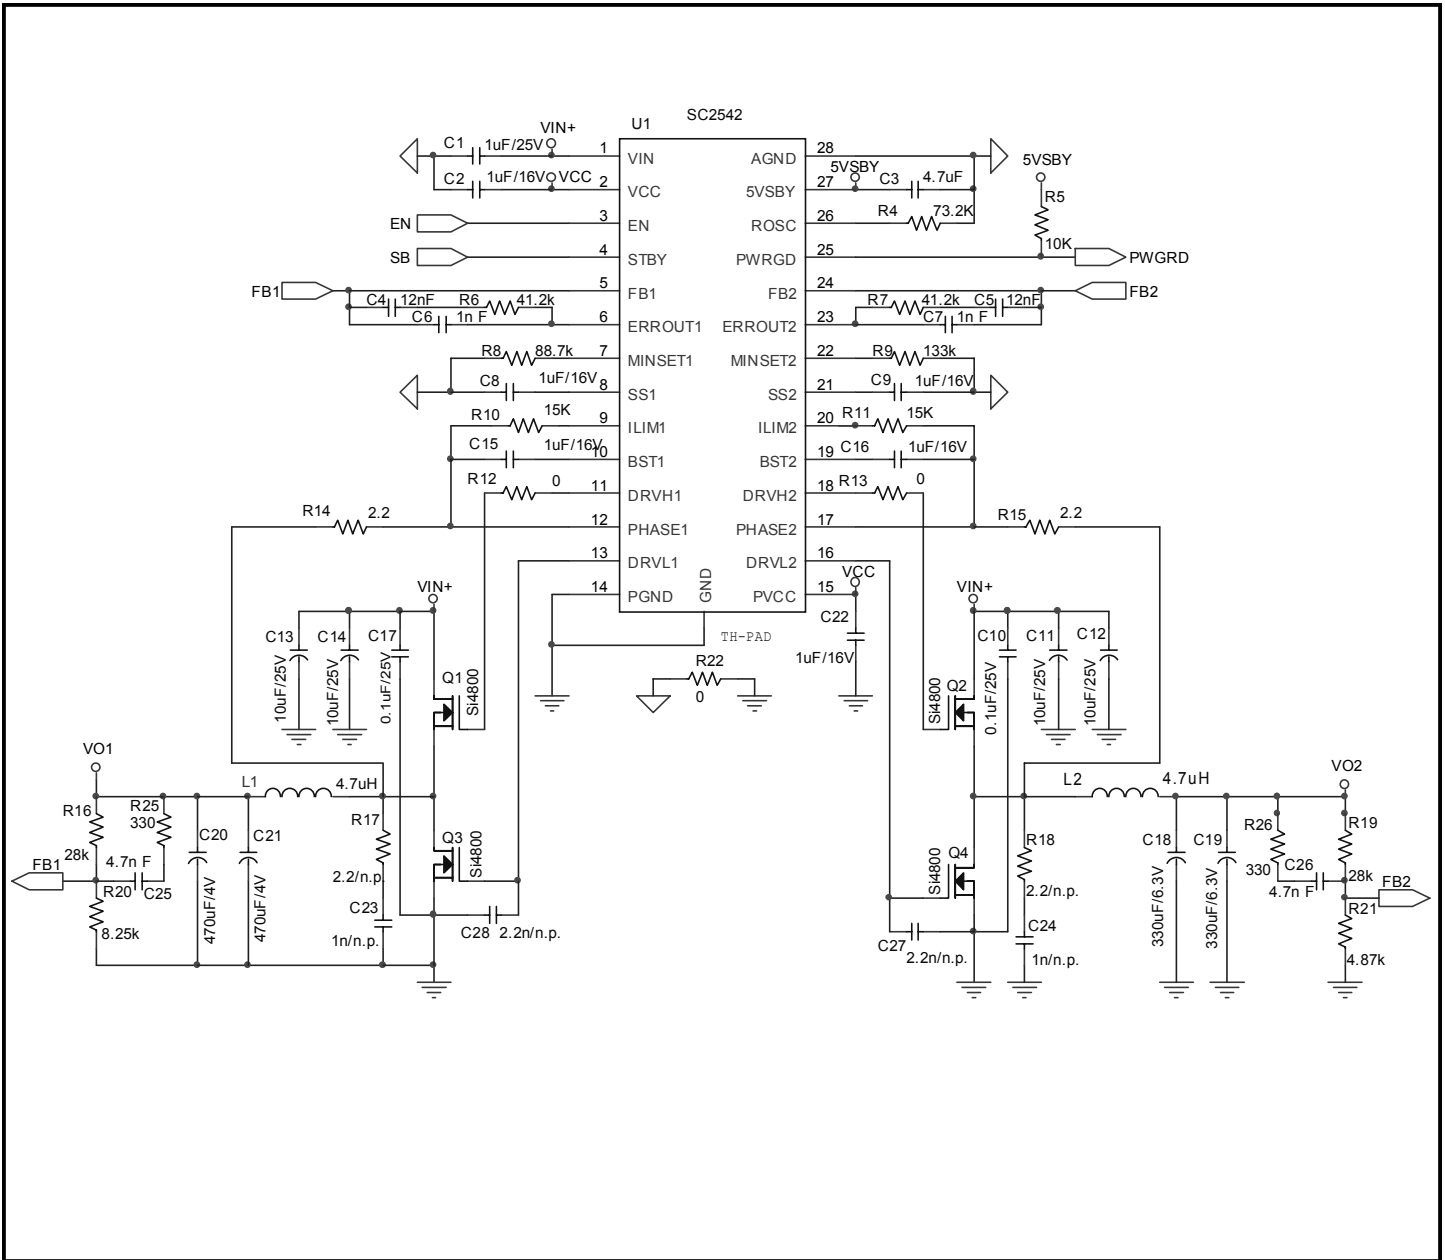 SC2542
U1
VIN+
C1
1uF/25V
1
VIN
AGND
28
C2
1uF/16V
VCC
2
VCC
5VSBY
27
5VSBY
C3
4.7uF
5VSBY
R5
10K
EN
3
EN
ROSC
26
R4
73.2K
SB
4
STBY
PWRGD
25
PWGRD
FB1
5
FB1
FB2
24
FB2
C4
12nF
R6
41.2k
R7
41.2k
C5
12nF
C6
1n F
6
ERROUT1
ERROUT2
23
C7
1n F
R8
88.7k
7
MINSET1
MINSET2
22
R9
133k
C8
1uF/16V
8
SS1
SS2
21
C9
1uF/16V
R10
15K
9
ILIM1
ILIM2
20
R11
15K
C15
1uF/16V
10
BST1
BST2
19
C16
1uF/16V
R12
0
11
DRVH1
DRVH2
18
R13
0
R14
2.2
12
PHASE1
PHASE2
17
R15
2.2
13
DRVL1
DRVL2
16
14
PGND
GND
PVCC
15
VCC
TH-PAD
C22
1uF/16V
R22
0
VIN+
C13
10uF/25V
C14
10uF/25V
C17
0.1uF/25V
Q1
Si4800
VIN+
Q2
Si4800
C10
0.1uF/25V
C11
10uF/25V
C12
10uF/25V
VO1
L1
4.7uH
R16
28k
R25
330
C20
470uF/4V
C21
470uF/4V
R17
2.2/n.p.
Q3
Si4800
FB1
4.7n F
C25
R20
8.25k
C23
1n/n.p.
C28
2.2n/n.p.
L2
4.7uH
VO2
Q4
Si4800
R18
2.2/n.p.
C18
330uF/6.3V
C19
330uF/6.3V
R26
330
C26
4.7n F
R19
28k
FB2
R21
4.87k
C27
2.2n/n.p.
C24
1n/n.p.